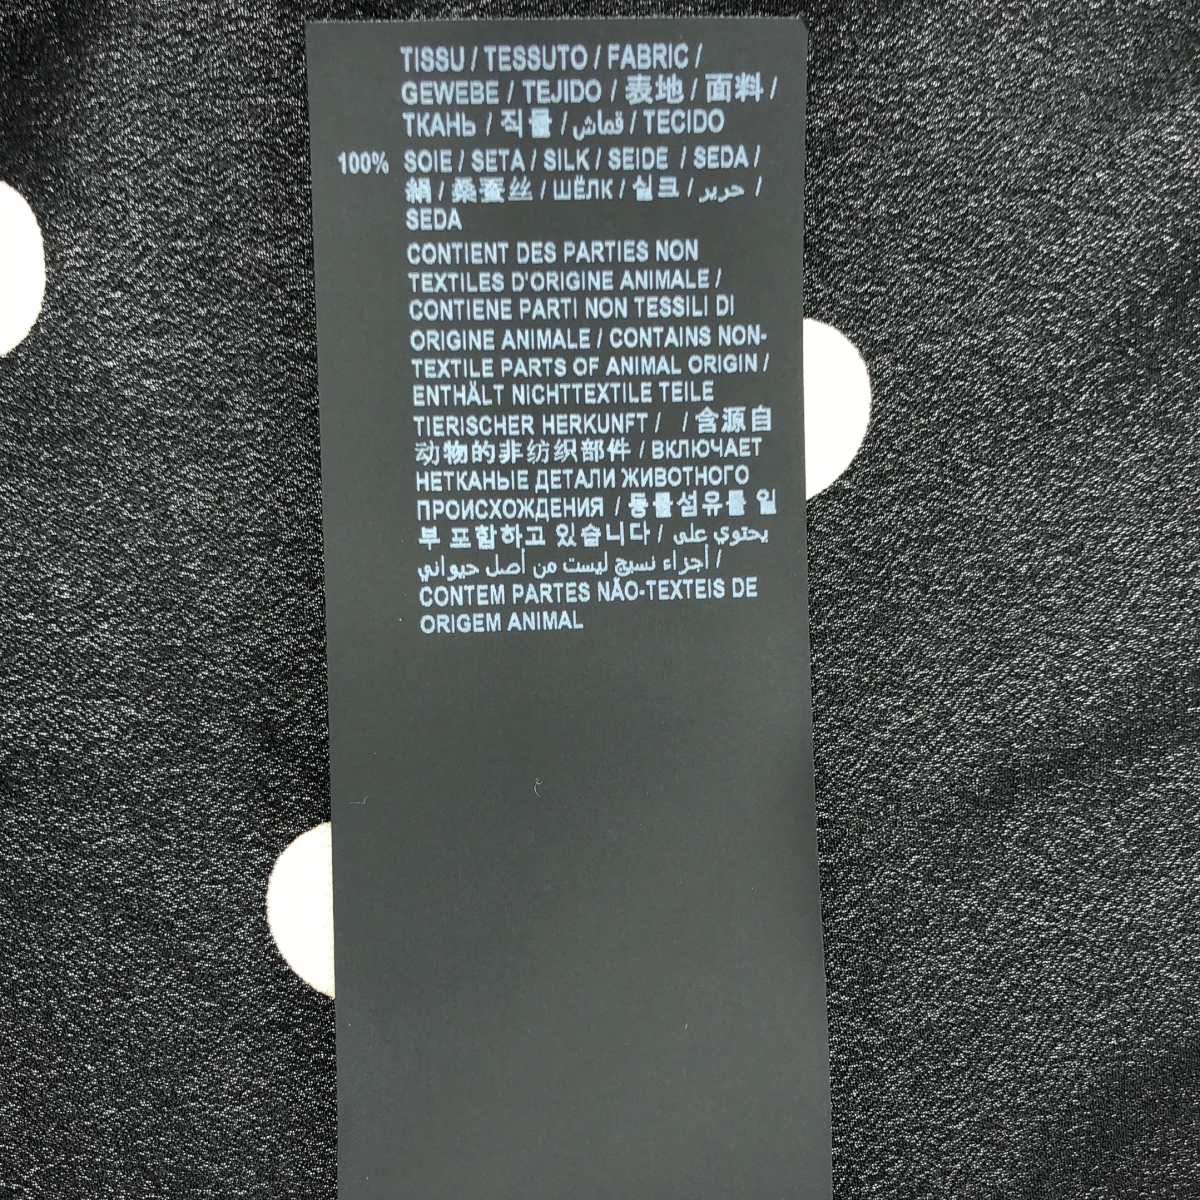 TISSU / TESSUTO / FABRIC /
GEWEBE / TEJIDO / 表地 / 面料 /
ТКАНЬ / 직물 / قماش / TECIDO
100% SOIE / SETA / SILK / SEIDE / SEDA /
絹 / 桑蚕丝 / ШЁЛК / 실크 / حرير /
SEDA
CONTIENT DES PARTIES NON
TEXTILES D'ORIGINE ANIMALE /
CONTIENE PARTI NON TESSILI DI
ORIGINE ANIMALE / CONTAINS NON-
TEXTILE PARTS OF ANIMAL ORIGIN /
ENTHÄLT NICHTTEXTILE TEILE
TIERISCHER HERKUNFT / / 含源自
动物的非纺织部件 / ВКЛЮЧАЕТ
НЕТКАНЫЕ ДЕТАЛИ ЖИВОТНОГО
ПРОИСХОЖДЕНИЯ / 동물섬유를 일
부 포함하고 있습니다 / يحتوي على
أجزاء نسيج ليست من أصل حيواني /
CONTEM PARTES NÃO-TEXTEIS DE
ORIGEM ANIMAL